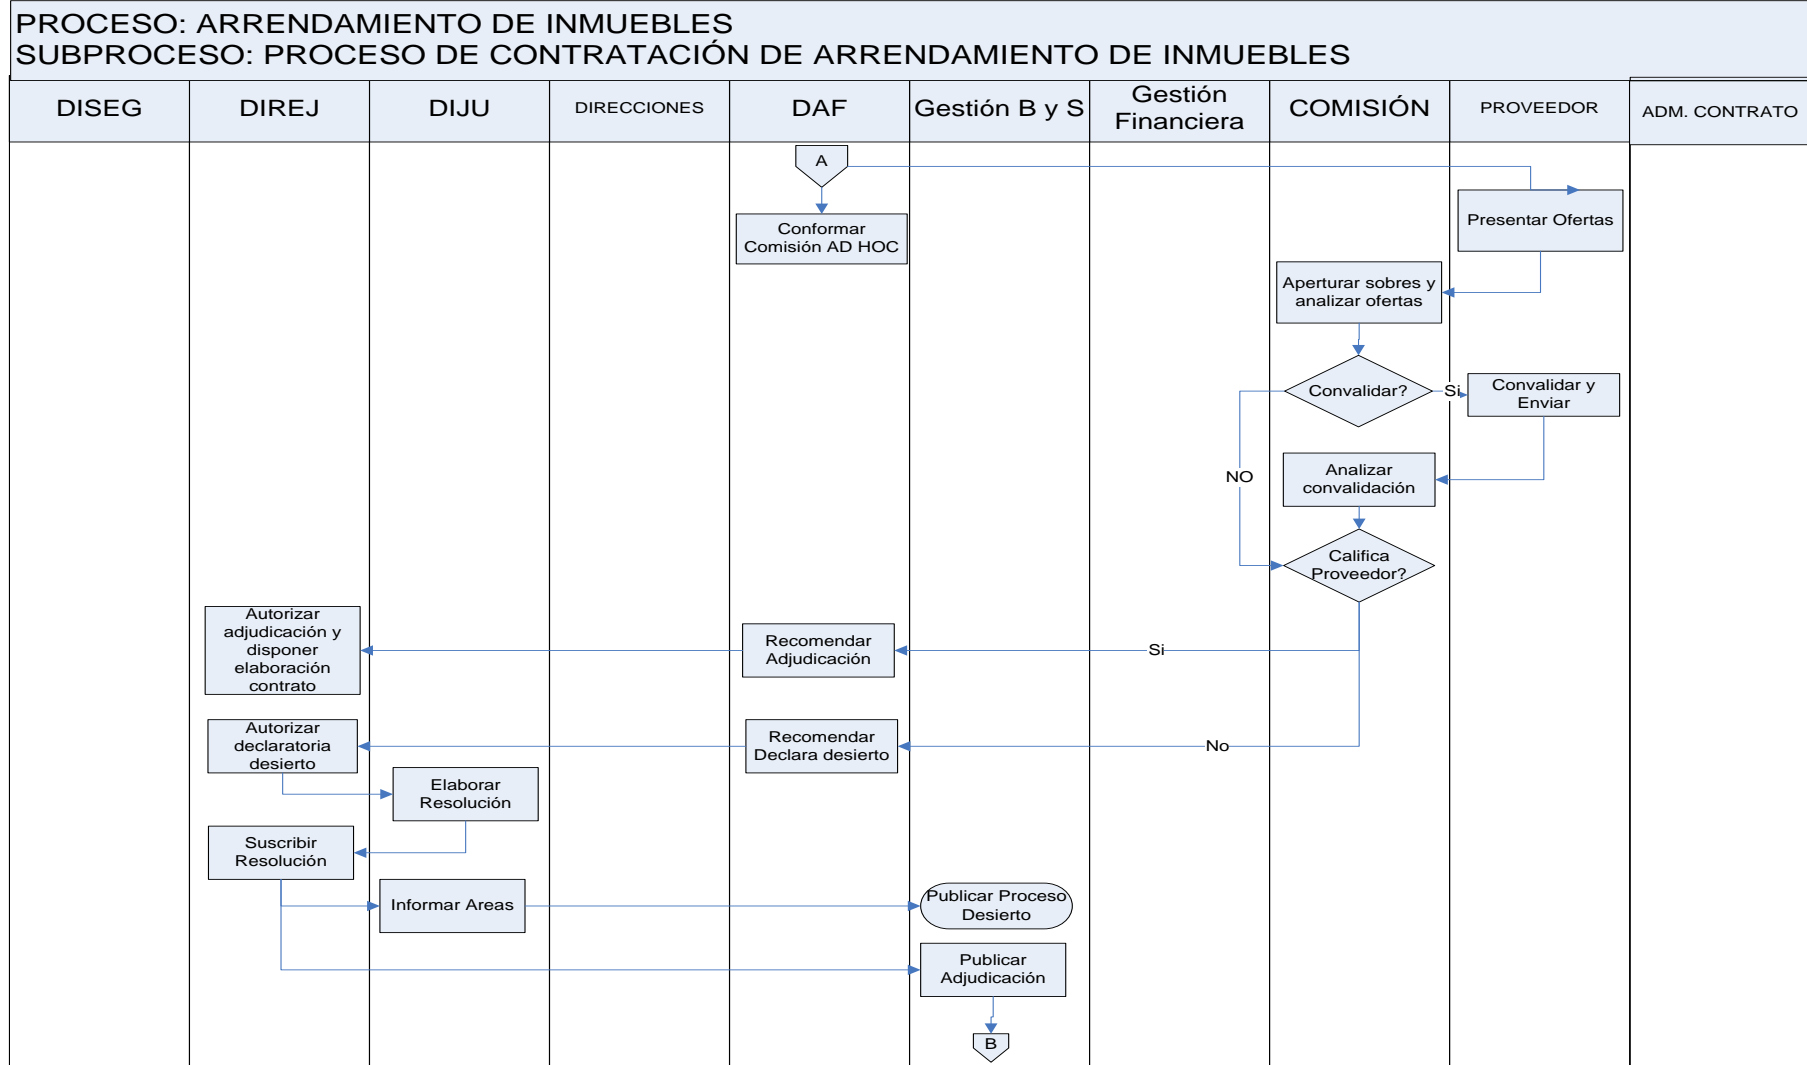 PROCESO: ARRENDAMIENTO DE INMUEBLES
SUBPROCESO: PROCESO DE CONTRATACIÓN DE ARRENDAMIENTO DE INMUEBLES
DISEG
DIREJ
DIJU
DIRECCIONES
DAF
Gestión B y S
Gestión
Financiera
COMISIÓN
PROVEEDOR
ADM. CONTRATO
A
Conformar
Comisión AD HOC
Presentar Ofertas
Aperturar sobres y
analizar ofertas
Convalidar?
Si
Convalidar y
Enviar
NO
Analizar
convalidación
Califica
Proveedor?
Autorizar
adjudicación y
disponer
elaboración
contrato
Recomendar
Adjudicación
Si
Autorizar
declaratoria
desierto
Recomendar
Declara desierto
No
Elaborar
Resolución
Suscribir
Resolución
Informar Areas
Publicar Proceso
Desierto
Publicar
Adjudicación
B